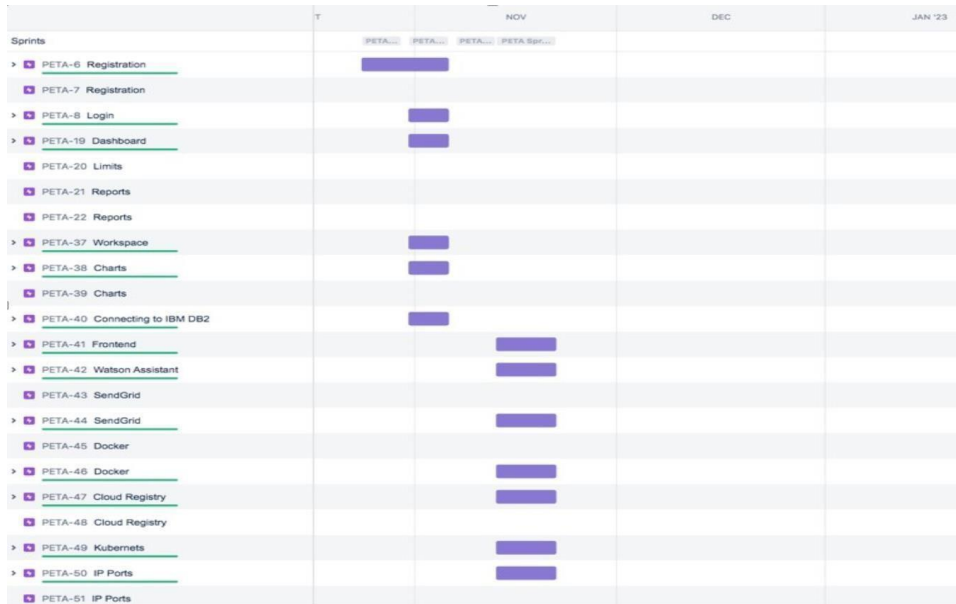 T NOV DEC JAN '23
Sprints PETA... PETA... PETA... PETA Spr...
PETA-6 Registration
PETA-7 Registration
PETA-8 Login
PETA-19 Dashboard
PETA-20 Limits
PETA-21 Reports
PETA-22 Reports
PETA-37 Workspace
PETA-38 Charts
PETA-39 Charts
PETA-40 Connecting to IBM DB2
PETA-41 Frontend
PETA-42 Watson Assistant
PETA-43 SendGrid
PETA-44 SendGrid
PETA-45 Docker
PETA-46 Docker
PETA-47 Cloud Registry
PETA-48 Cloud Registry
PETA-49 Kubernets
PETA-50 IP Ports
PETA-51 IP Ports